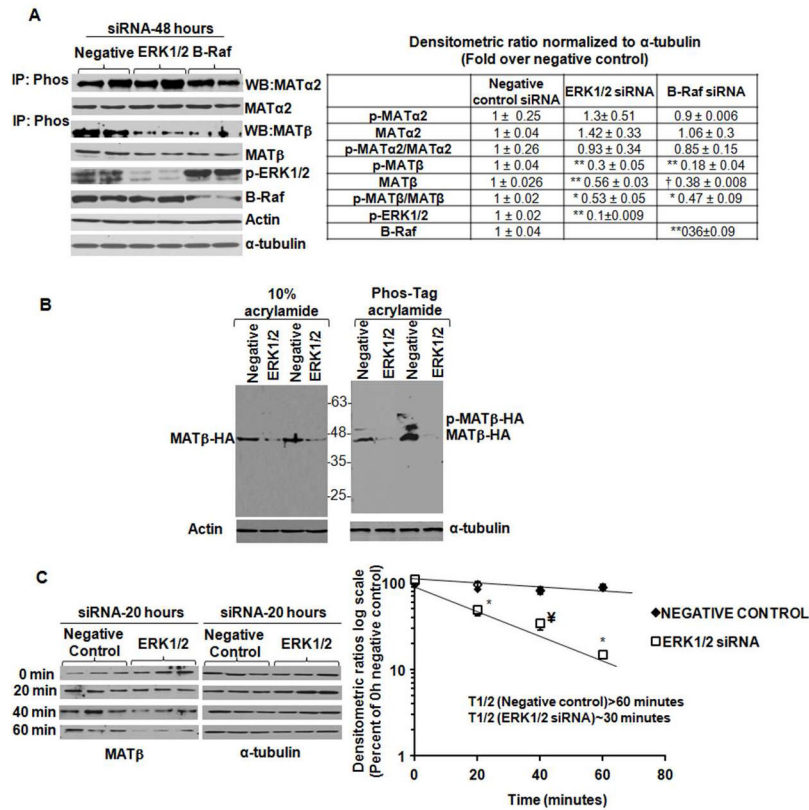 A
siRNA-48 hours
Negative ERK1/2 B-Raf
IP: Phos
WB:MATα2
MATα2
IP: Phos
WB:MATβ
MATβ
p-ERK1/2
B-Raf
Actin
α-tubulin
Densitometric ratio normalized to α-tubulin
(Fold over negative control)
Negative control siRNA ERK1/2 siRNA B-Raf siRNA
p-MATα2 1 ± 0.25 1.3± 0.51 0.9 ± 0.006
MATα2 1 ± 0.04 1.42 ± 0.33 1.06 ± 0.3
p-MATα2/MATα2 1 ± 0.26 0.93 ± 0.34 0.85 ± 0.15
p-MATβ 1 ± 0.04 ** 0.3 ± 0.05 ** 0.18 ± 0.04
MATβ 1 ± 0.026 ** 0.56 ± 0.03 † 0.38 ± 0.008
p-MATβ/MATβ 1 ± 0.02 * 0.53 ± 0.05 * 0.47 ± 0.09
p-ERK1/2 1 ± 0.02 ** 0.1±0.009
B-Raf 1 ± 0.04 **036±0.09
B
10% acrylamide
Phos-Tag acrylamide
Negative ERK1/2 Negative ERK1/2
Negative ERK1/2 Negative ERK1/2
-63-
p-MATβ-HA
MATβ-HA
-48-
MATβ-HA
-35-
-25-
Actin
α-tubulin
C
siRNA-20 hours siRNA-20 hours
Negative Control ERK1/2 Negative Control ERK1/2
0 min
20 min
40 min
60 min
MATβ α-tubulin
Densitometric ratios log scale
(Percent of 0h negative control)
100
10
1
* ¥ *
NEGATIVE CONTROL
ERK1/2 siRNA
T1/2 (Negative control)>60 minutes
T1/2 (ERK1/2 siRNA)~30 minutes
0 20 40 60 80
Time (minutes)